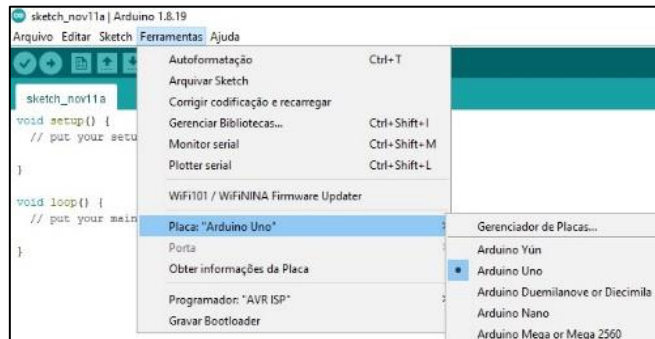 sketch_nov11a | Arduino 1.8.19
Arquivo Editar Sketch Ferramentas Ajuda
sketch_nov11a
void setup() {
// put your setu
}
void loop() {
// put your main
}
Autoformatação Ctrl+T
Arquivar Sketch
Corrigir codificação e recarregar
Gerenciar Bibliotecas... Ctrl+Shift+I
Monitor serial Ctrl+Shift+M
Plotter serial Ctrl+Shift+L
WiFi101 / WiFiNINA Firmware Updater
Placa: "Arduino Uno"
Porta
Obter informações da Placa
Programador: "AVR ISP"
Gravar Bootloader
Gerenciador de Placas...
Arduino Yún
Arduino Uno
Arduino Duemilanove or Diecimila
Arduino Nano
Arduino Mega or Mega 2560